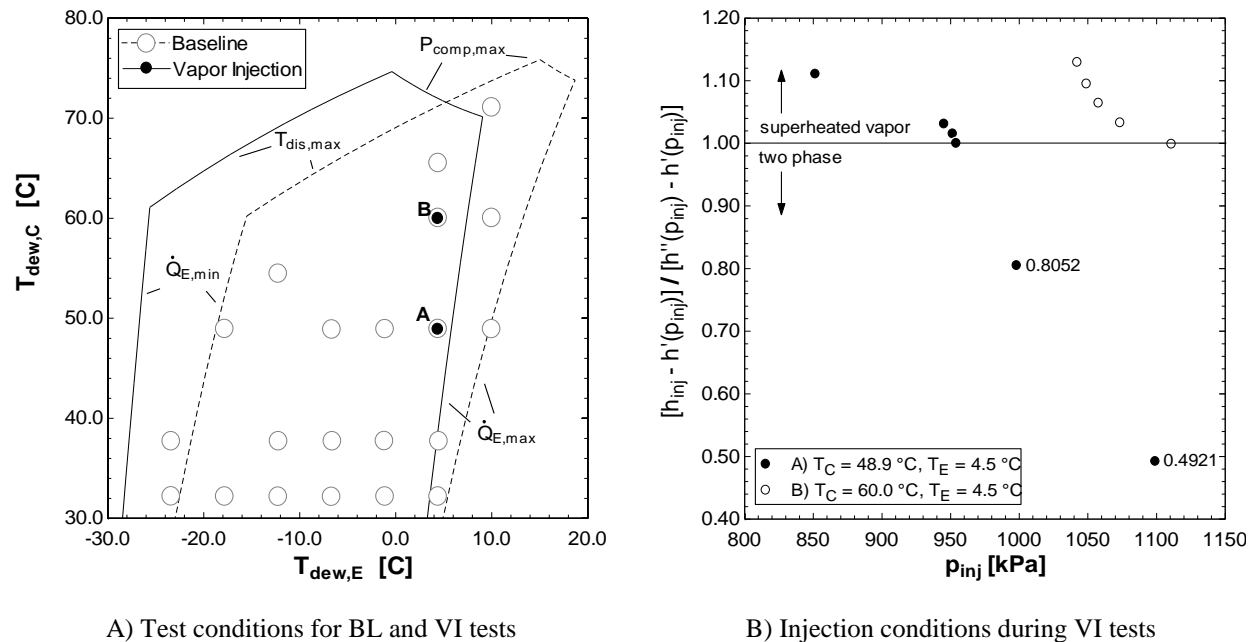 80.0
70.0
60.0
50.0
40.0
30.0
-30.0 -20.0 -10.0 0.0 10.0 20.0
T_dew,C [C]
T_dew,E [C]
Baseline
Vapor Injection
P_comp,max
T_dis,max
B
Q̇_E,min
A
Q̇_E,max
A) Test conditions for BL and VI tests
1.20
1.10
1.00
0.90
0.80
0.70
0.60
0.50
0.40
800 850 900 950 1000 1050 1100 1150
[h_inj - h'(p_inj)] / [h''(p_inj) - h'(p_inj)]
p_inj [kPa]
superheated vapor
two phase
0.8052
0.4921
A) T_C = 48.9 °C, T_E = 4.5 °C
B) T_C = 60.0 °C, T_E = 4.5 °C
B) Injection conditions during VI tests